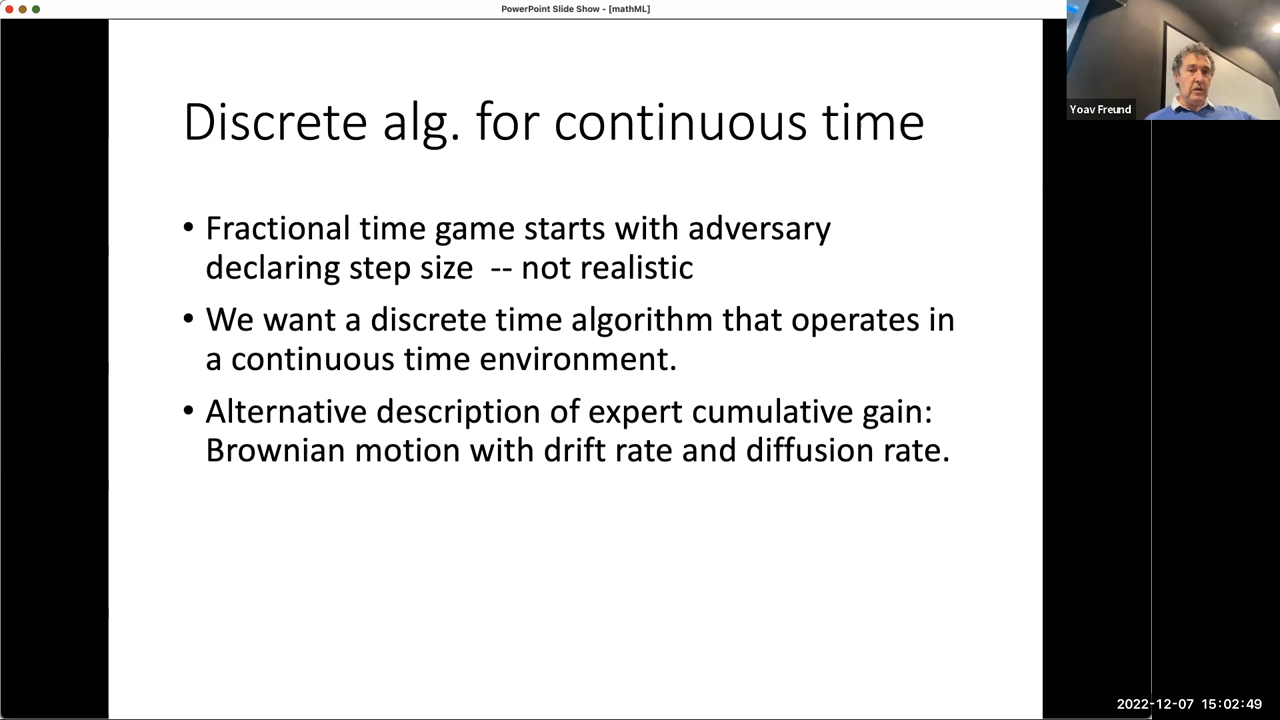 PowerPoint Slide Show - [mathML]
Yoav Freund
Discrete alg. for continuous time
• Fractional time game starts with adversary
declaring step size -- not realistic
• We want a discrete time algorithm that operates in
a continuous time environment.
• Alternative description of expert cumulative gain:
Brownian motion with drift rate and diffusion rate.
2022-12-07 15:02:49